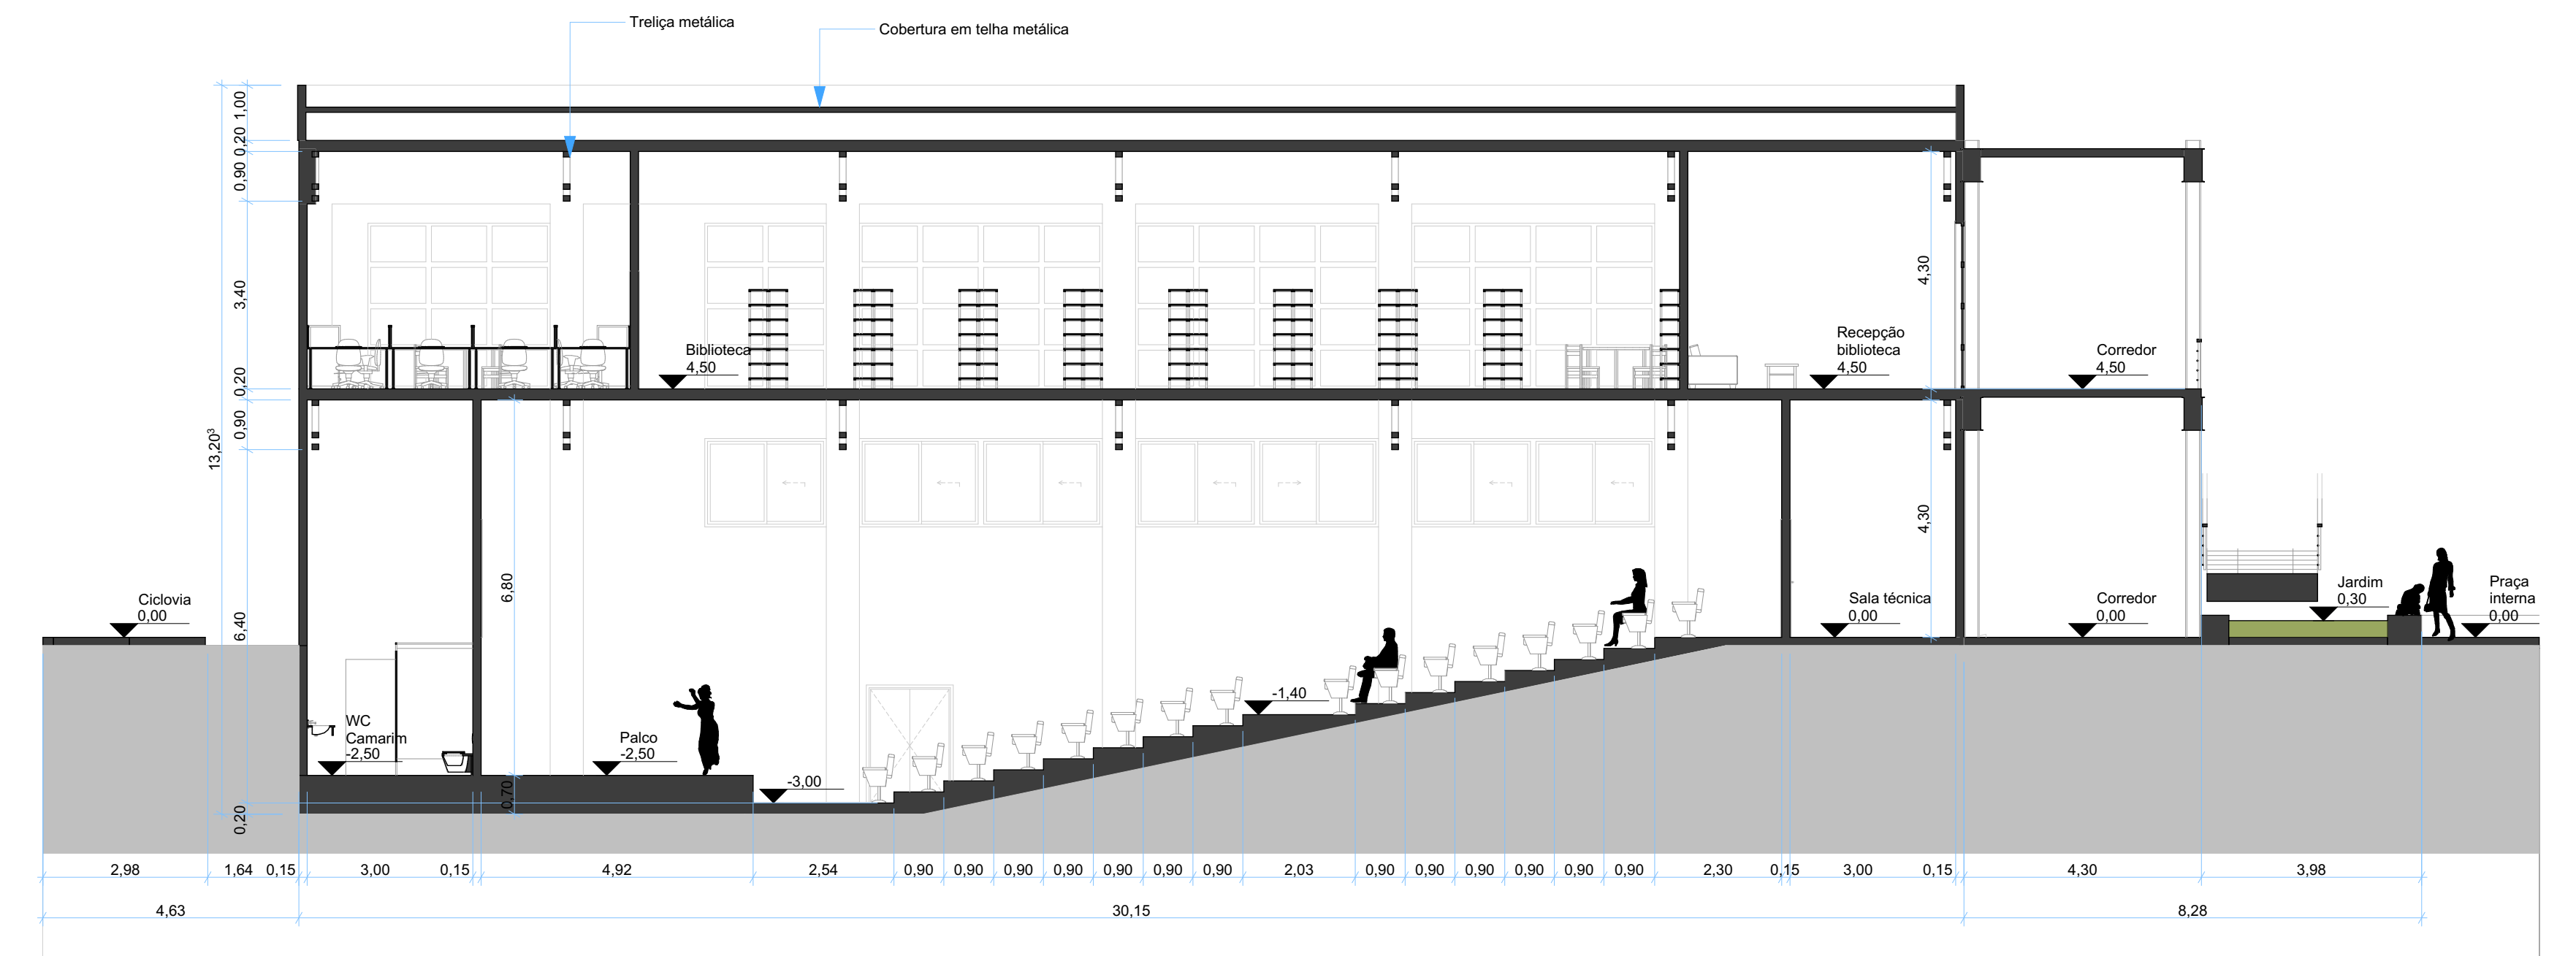 Treliça metálica
Cobertura em telha metálica
1,00
0,20
0,90
3,40
0,20
0,90
13,20³
6,40
0,20
4,30
4,30
6,80
0,70
Biblioteca
4,50
Recepção
biblioteca
4,50
Corredor
4,50
Ciclovia
0,00
WC
Camarim
-2,50
Palco
-2,50
-3,00
-1,40
Sala técnica
0,00
Corredor
0,00
Jardim
0,30
Praça
interna
0,00
2,98 1,64 0,15 3,00 0,15 4,92 2,54 0,90 0,90 0,90 0,90 0,90 0,90 0,90 2,03 0,90 0,90 0,90 0,90 0,90 0,90 2,30 0,15 3,00 0,15 4,30 3,98
4,63 30,15 8,28